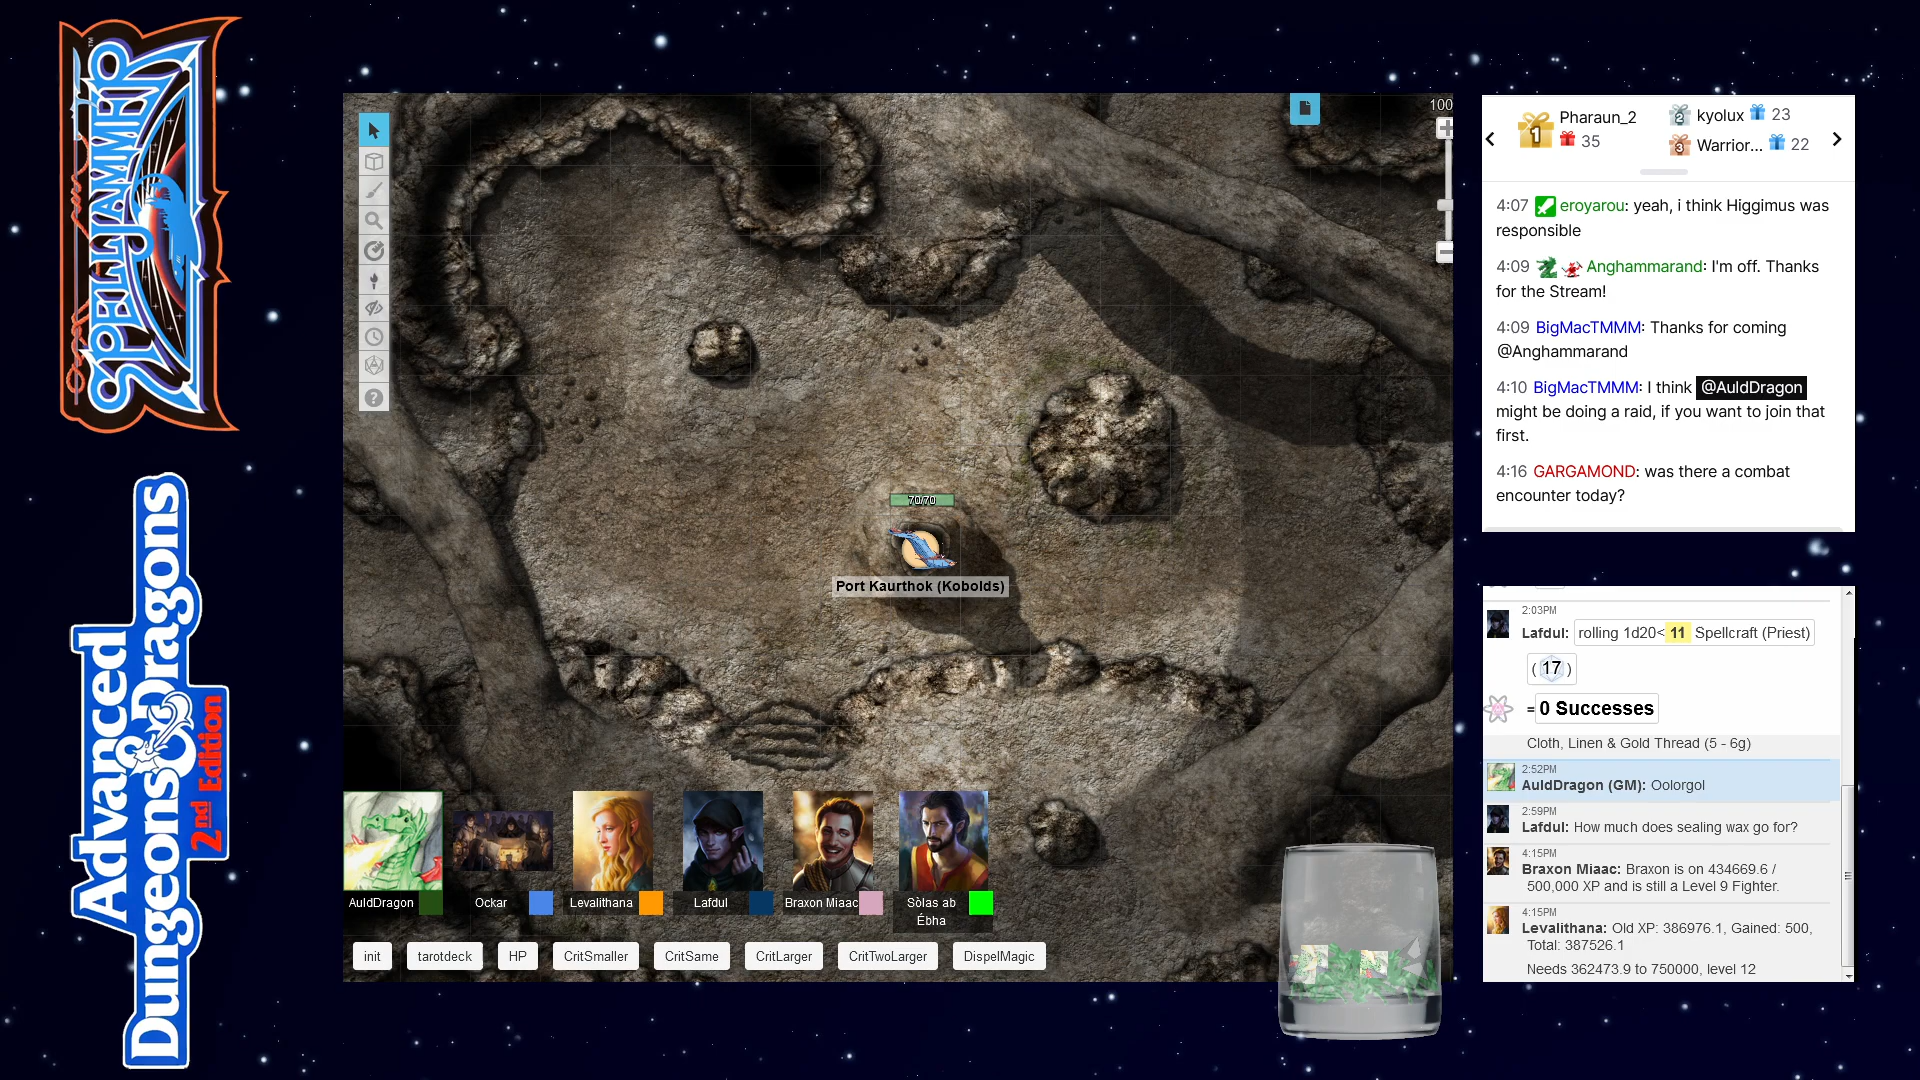 SPELLJAMMER
TM
Advanced
Dungeons & Dragons
2nd Edition
100
70/70
Port Kaurthok (Kobolds)
AuldDragon
Ockar
Levalithana
Lafdul
Braxon Miaac
Sòlas ab
Ébha
init
tarotdeck
HP
CritSmaller
CritSame
CritLarger
CritTwoLarger
DispelMagic
1 Pharaun_2
35
2 kyolux 23
3 Warrior... 22
4:07 eroyarou: yeah, i think Higgimus was
responsible
4:09 Anghammarand: I'm off. Thanks
for the Stream!
4:09 BigMacTMMM: Thanks for coming
@Anghammarand
4:10 BigMacTMMM: I think @AuldDragon
might be doing a raid, if you want to join that
first.
4:16 GARGAMOND: was there a combat
encounter today?
2:03PM
Lafdul: rolling 1d20<11 Spellcraft (Priest)
(17)
=0 Successes
Cloth, Linen & Gold Thread (5 - 6g)
2:52PM
AuldDragon (GM): Oolorgol
2:59PM
Lafdul: How much does sealing wax go for?
4:15PM
Braxon Miaac: Braxon is on 434669.6 /
500,000 XP and is still a Level 9 Fighter.
4:15PM
Levalithana: Old XP: 386976.1, Gained: 500,
Total: 387526.1
Needs 362473.9 to 750000, level 12